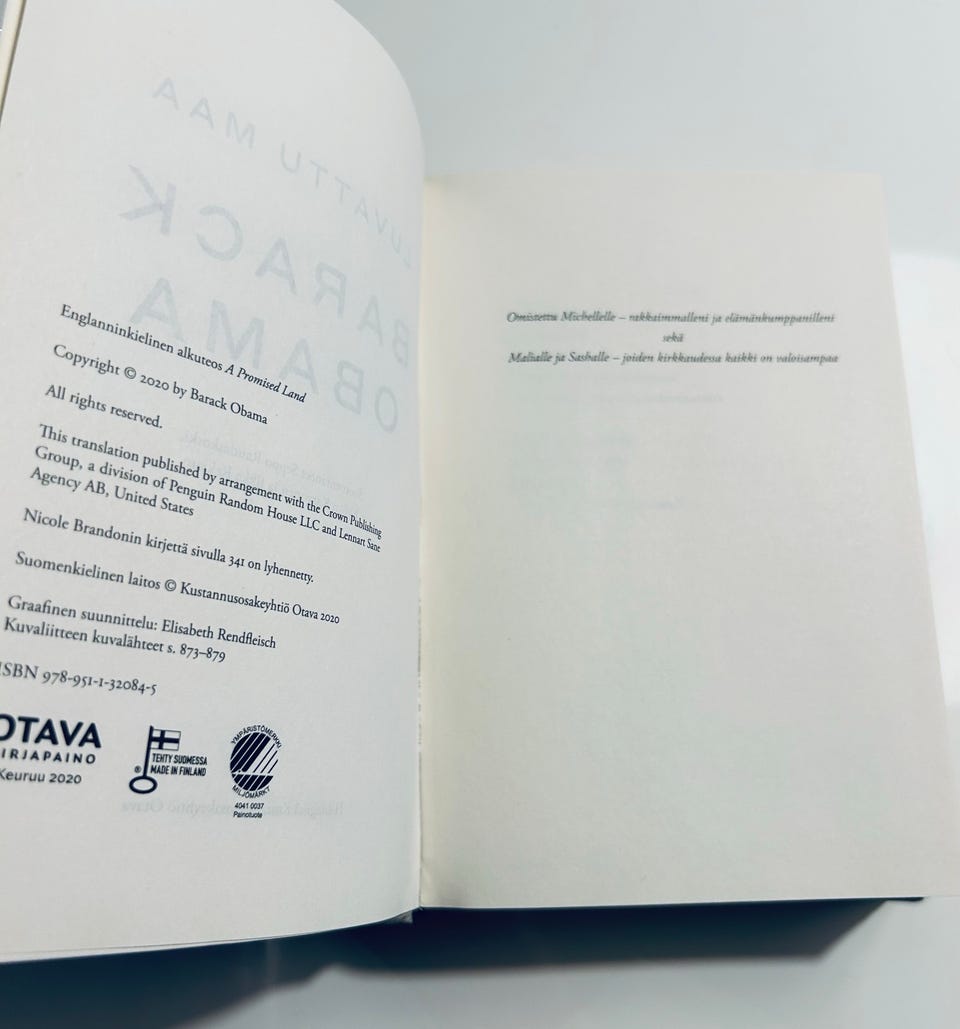 LUVATTU MAA
BARACK
OBAMA
Englanninkielinen alkuteos A Promised Land
Copyright © 2020 by Barack Obama
All rights reserved.
This translation published by arrangement with the Crown Publishing
Group, a division of Penguin Random House LLC and Lennart Sane
Agency AB, United States
Nicole Brandonin kirjettä sivulla 341 on lyhennetty.
Suomenkielinen laitos © Kustannusosakeyhtiö Otava 2020
Graafinen suunnittelu: Elisabeth Rendfleisch
Kuvaliitteen kuvalähteet s. 873–879
ISBN 978-951-1-32084-5
OTAVA
KIRJAPAINO
Keuruu 2020
® TEHTY SUOMESSA
MADE IN FINLAND
YMPÄRISTÖMERKKI
MILJÖMÄRKT
4041 0037
Painotuote
Omistettu Michellelle – rakkaimmalleni ja elämänkumppanilleni
sekä
Malialle ja Sashalle – joiden kirkkaudessa kaikki on valoisampaa